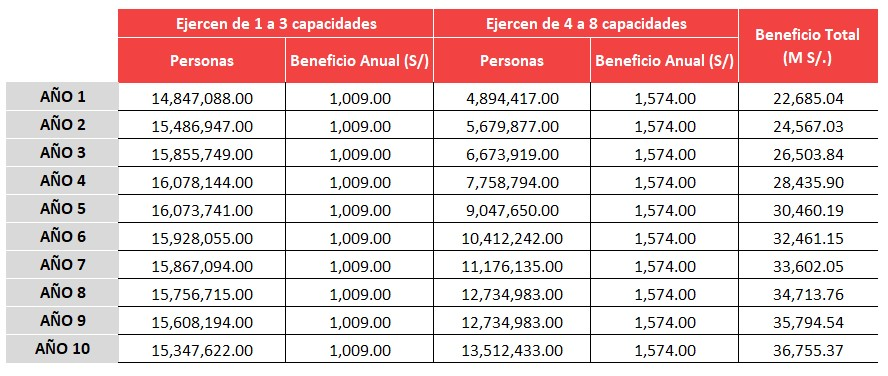 Ejercen de 1 a 3 capacidades Ejercen de 4 a 8 capacidades Beneficio Total (M S/.)
Personas Beneficio Anual (S/) Personas Beneficio Anual (S/)
AÑO 1 14,847,088.00 1,009.00 4,894,417.00 1,574.00 22,685.04
AÑO 2 15,486,947.00 1,009.00 5,679,877.00 1,574.00 24,567.03
AÑO 3 15,855,749.00 1,009.00 6,673,919.00 1,574.00 26,503.84
AÑO 4 16,078,144.00 1,009.00 7,758,794.00 1,574.00 28,435.90
AÑO 5 16,073,741.00 1,009.00 9,047,650.00 1,574.00 30,460.19
AÑO 6 15,928,055.00 1,009.00 10,412,242.00 1,574.00 32,461.15
AÑO 7 15,867,094.00 1,009.00 11,176,135.00 1,574.00 33,602.05
AÑO 8 15,756,715.00 1,009.00 12,734,983.00 1,574.00 34,713.76
AÑO 9 15,608,194.00 1,009.00 12,734,983.00 1,574.00 35,794.54
AÑO 10 15,347,622.00 1,009.00 13,512,433.00 1,574.00 36,755.37